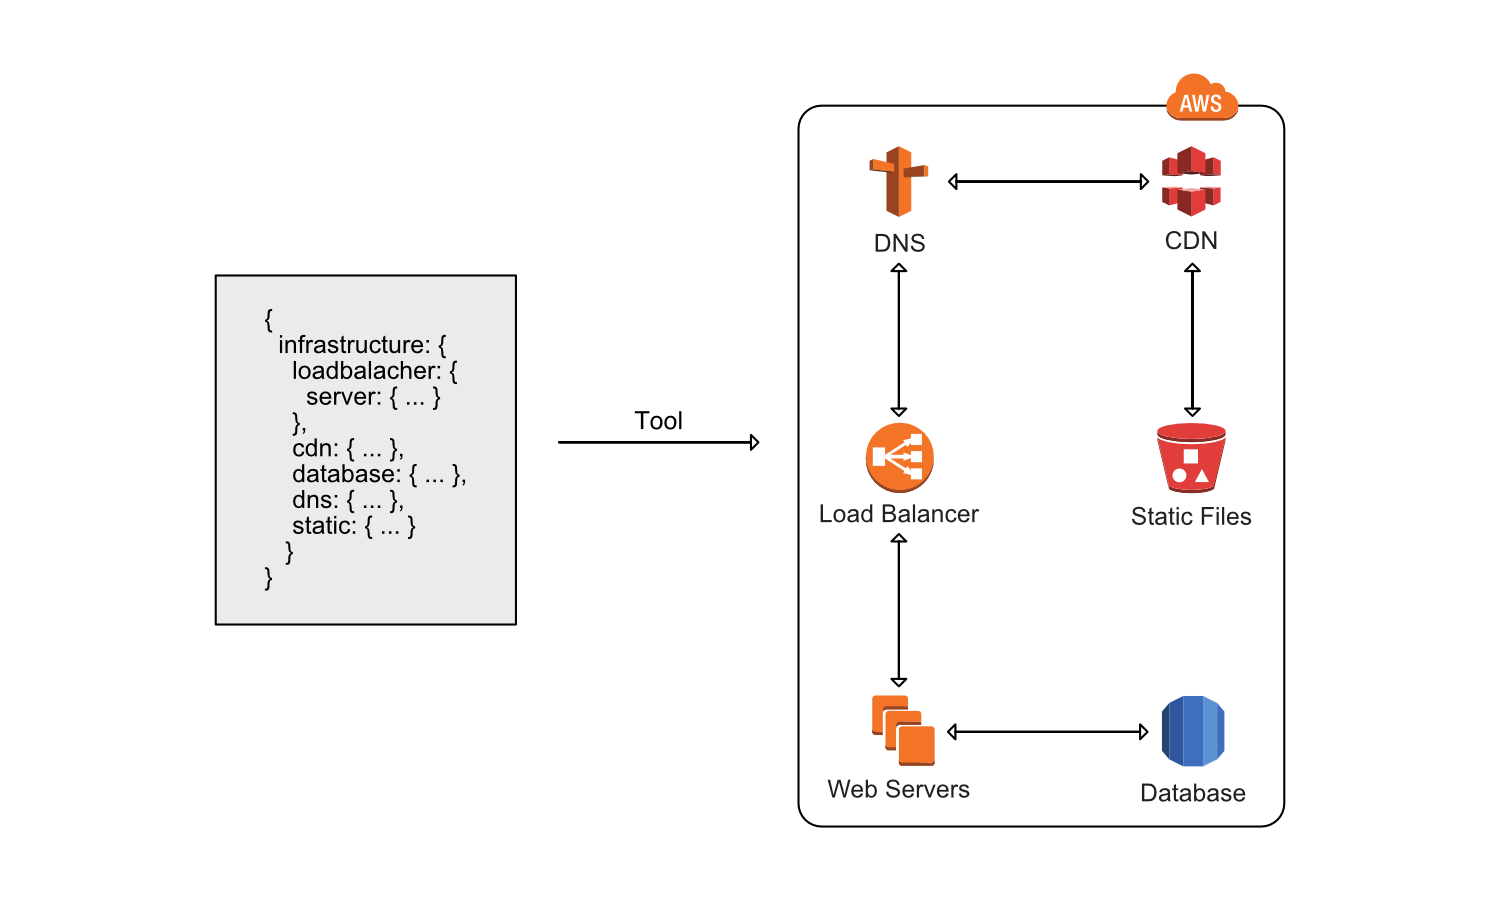 {
infrastructure: {
loadbalacher: {
server: { ... }
},
cdn: { ... },
database: { ... },
dns: { ... },
static: { ... }
}
}
Tool
AWS
DNS
CDN
Load Balancer
Static Files
Web Servers
Database